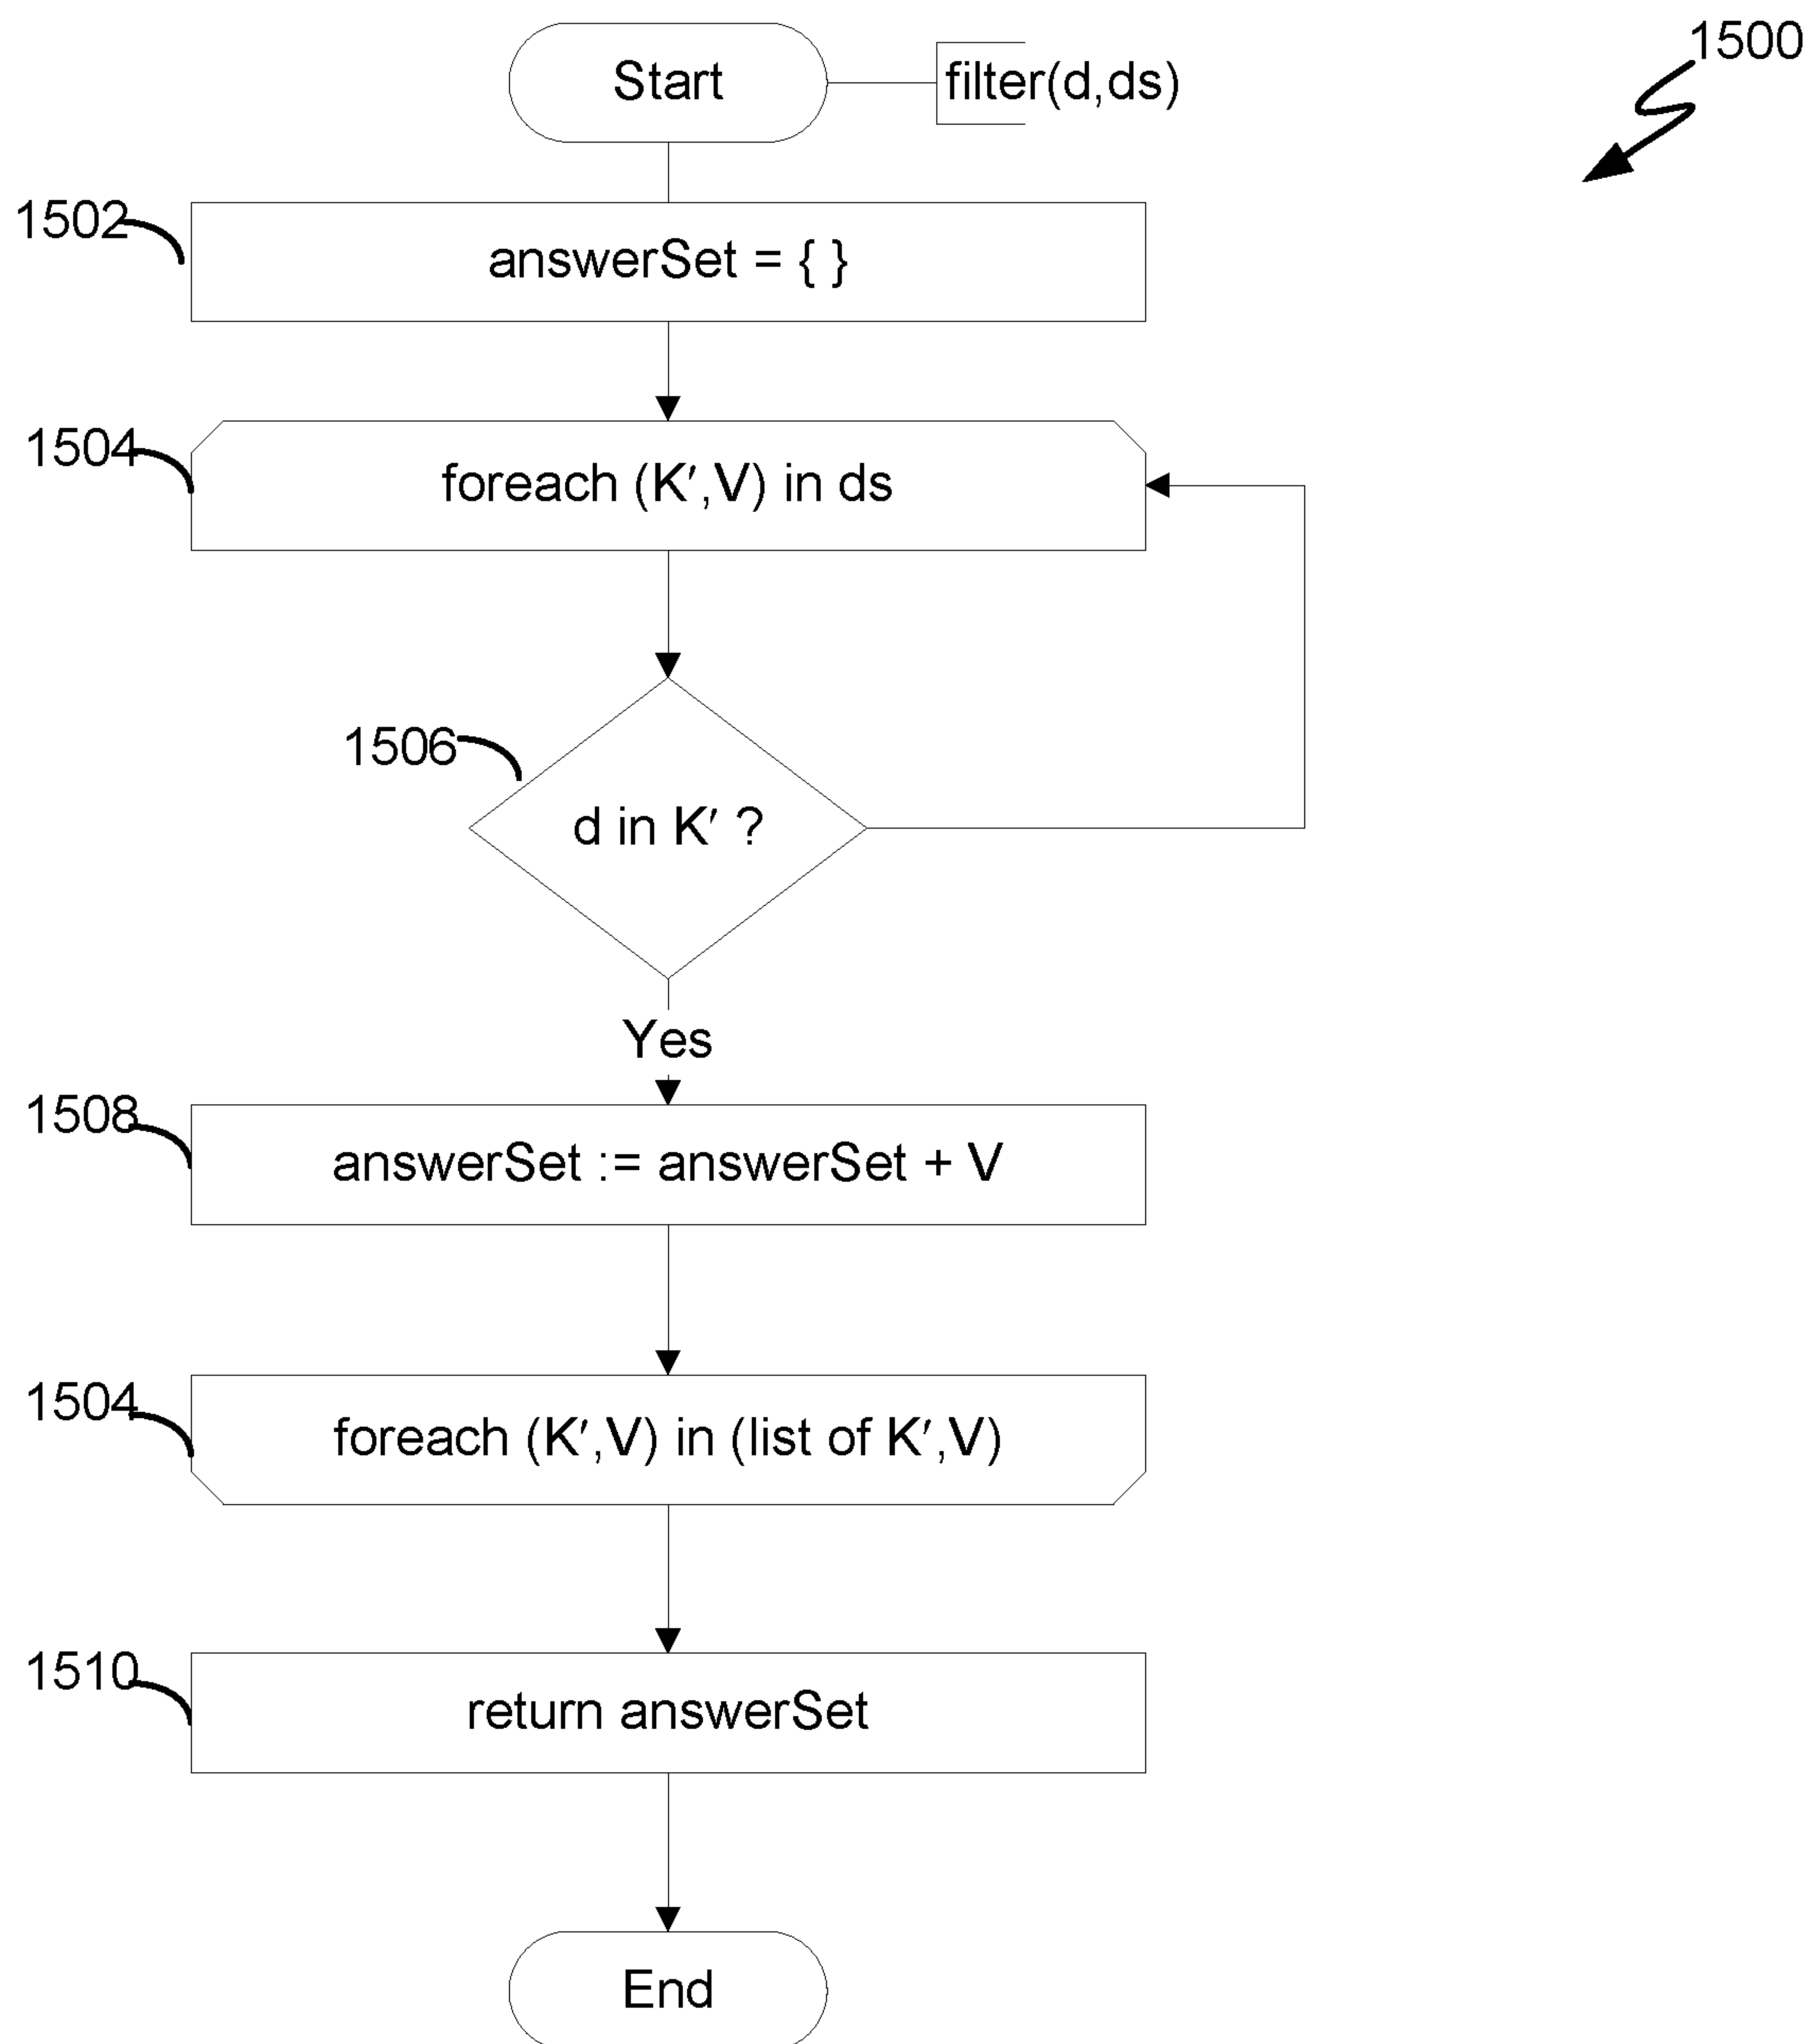 Start
filter(d,ds)
1500
1502
answerSet = { }
1504
foreach (K′,V) in ds
1506
d in K′ ?
Yes
1508
answerSet := answerSet + V
1504
foreach (K′,V) in (list of K′,V)
1510
return answerSet
End